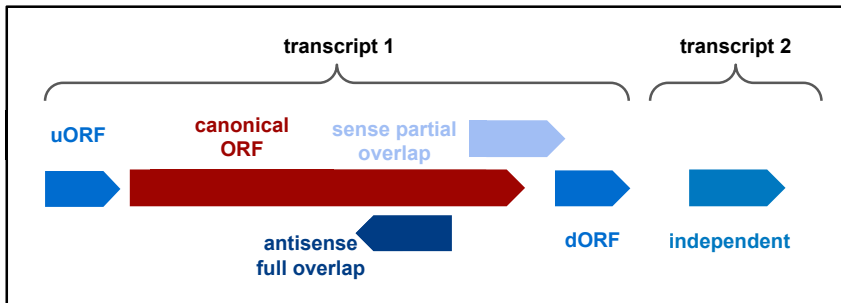 transcript 1
transcript 2
uORF
canonical
ORF
sense partial
overlap
antisense
full overlap
dORF
independent